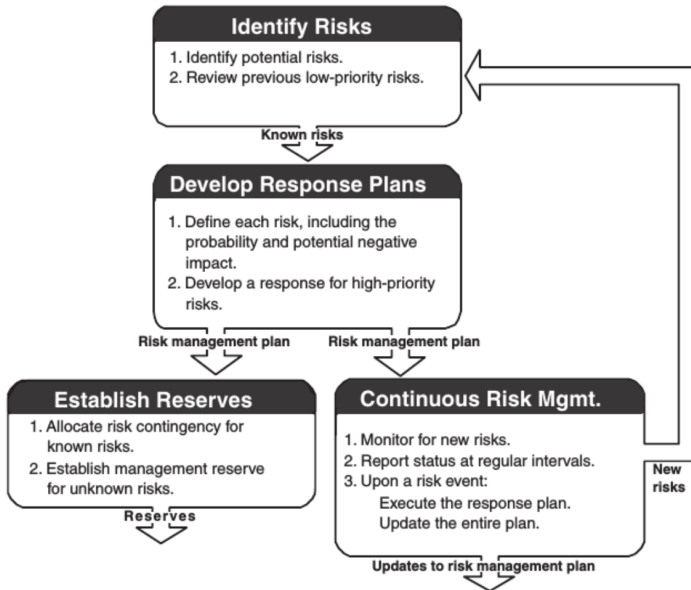 Identify Risks
1. Identify potential risks.
2. Review previous low-priority risks.
Known risks
Develop Response Plans
1. Define each risk, including the
probability and potential negative
impact.
2. Develop a response for high-priority
risks.
Risk management plan
Risk management plan
Establish Reserves
1. Allocate risk contingency for
known risks.
2. Establish management reserve
for unknown risks.
Reserves
Continuous Risk Mgmt.
1. Monitor for new risks.
2. Report status at regular intervals.
3. Upon a risk event:
Execute the response plan.
Update the entire plan.
New
risks
Updates to risk management plan